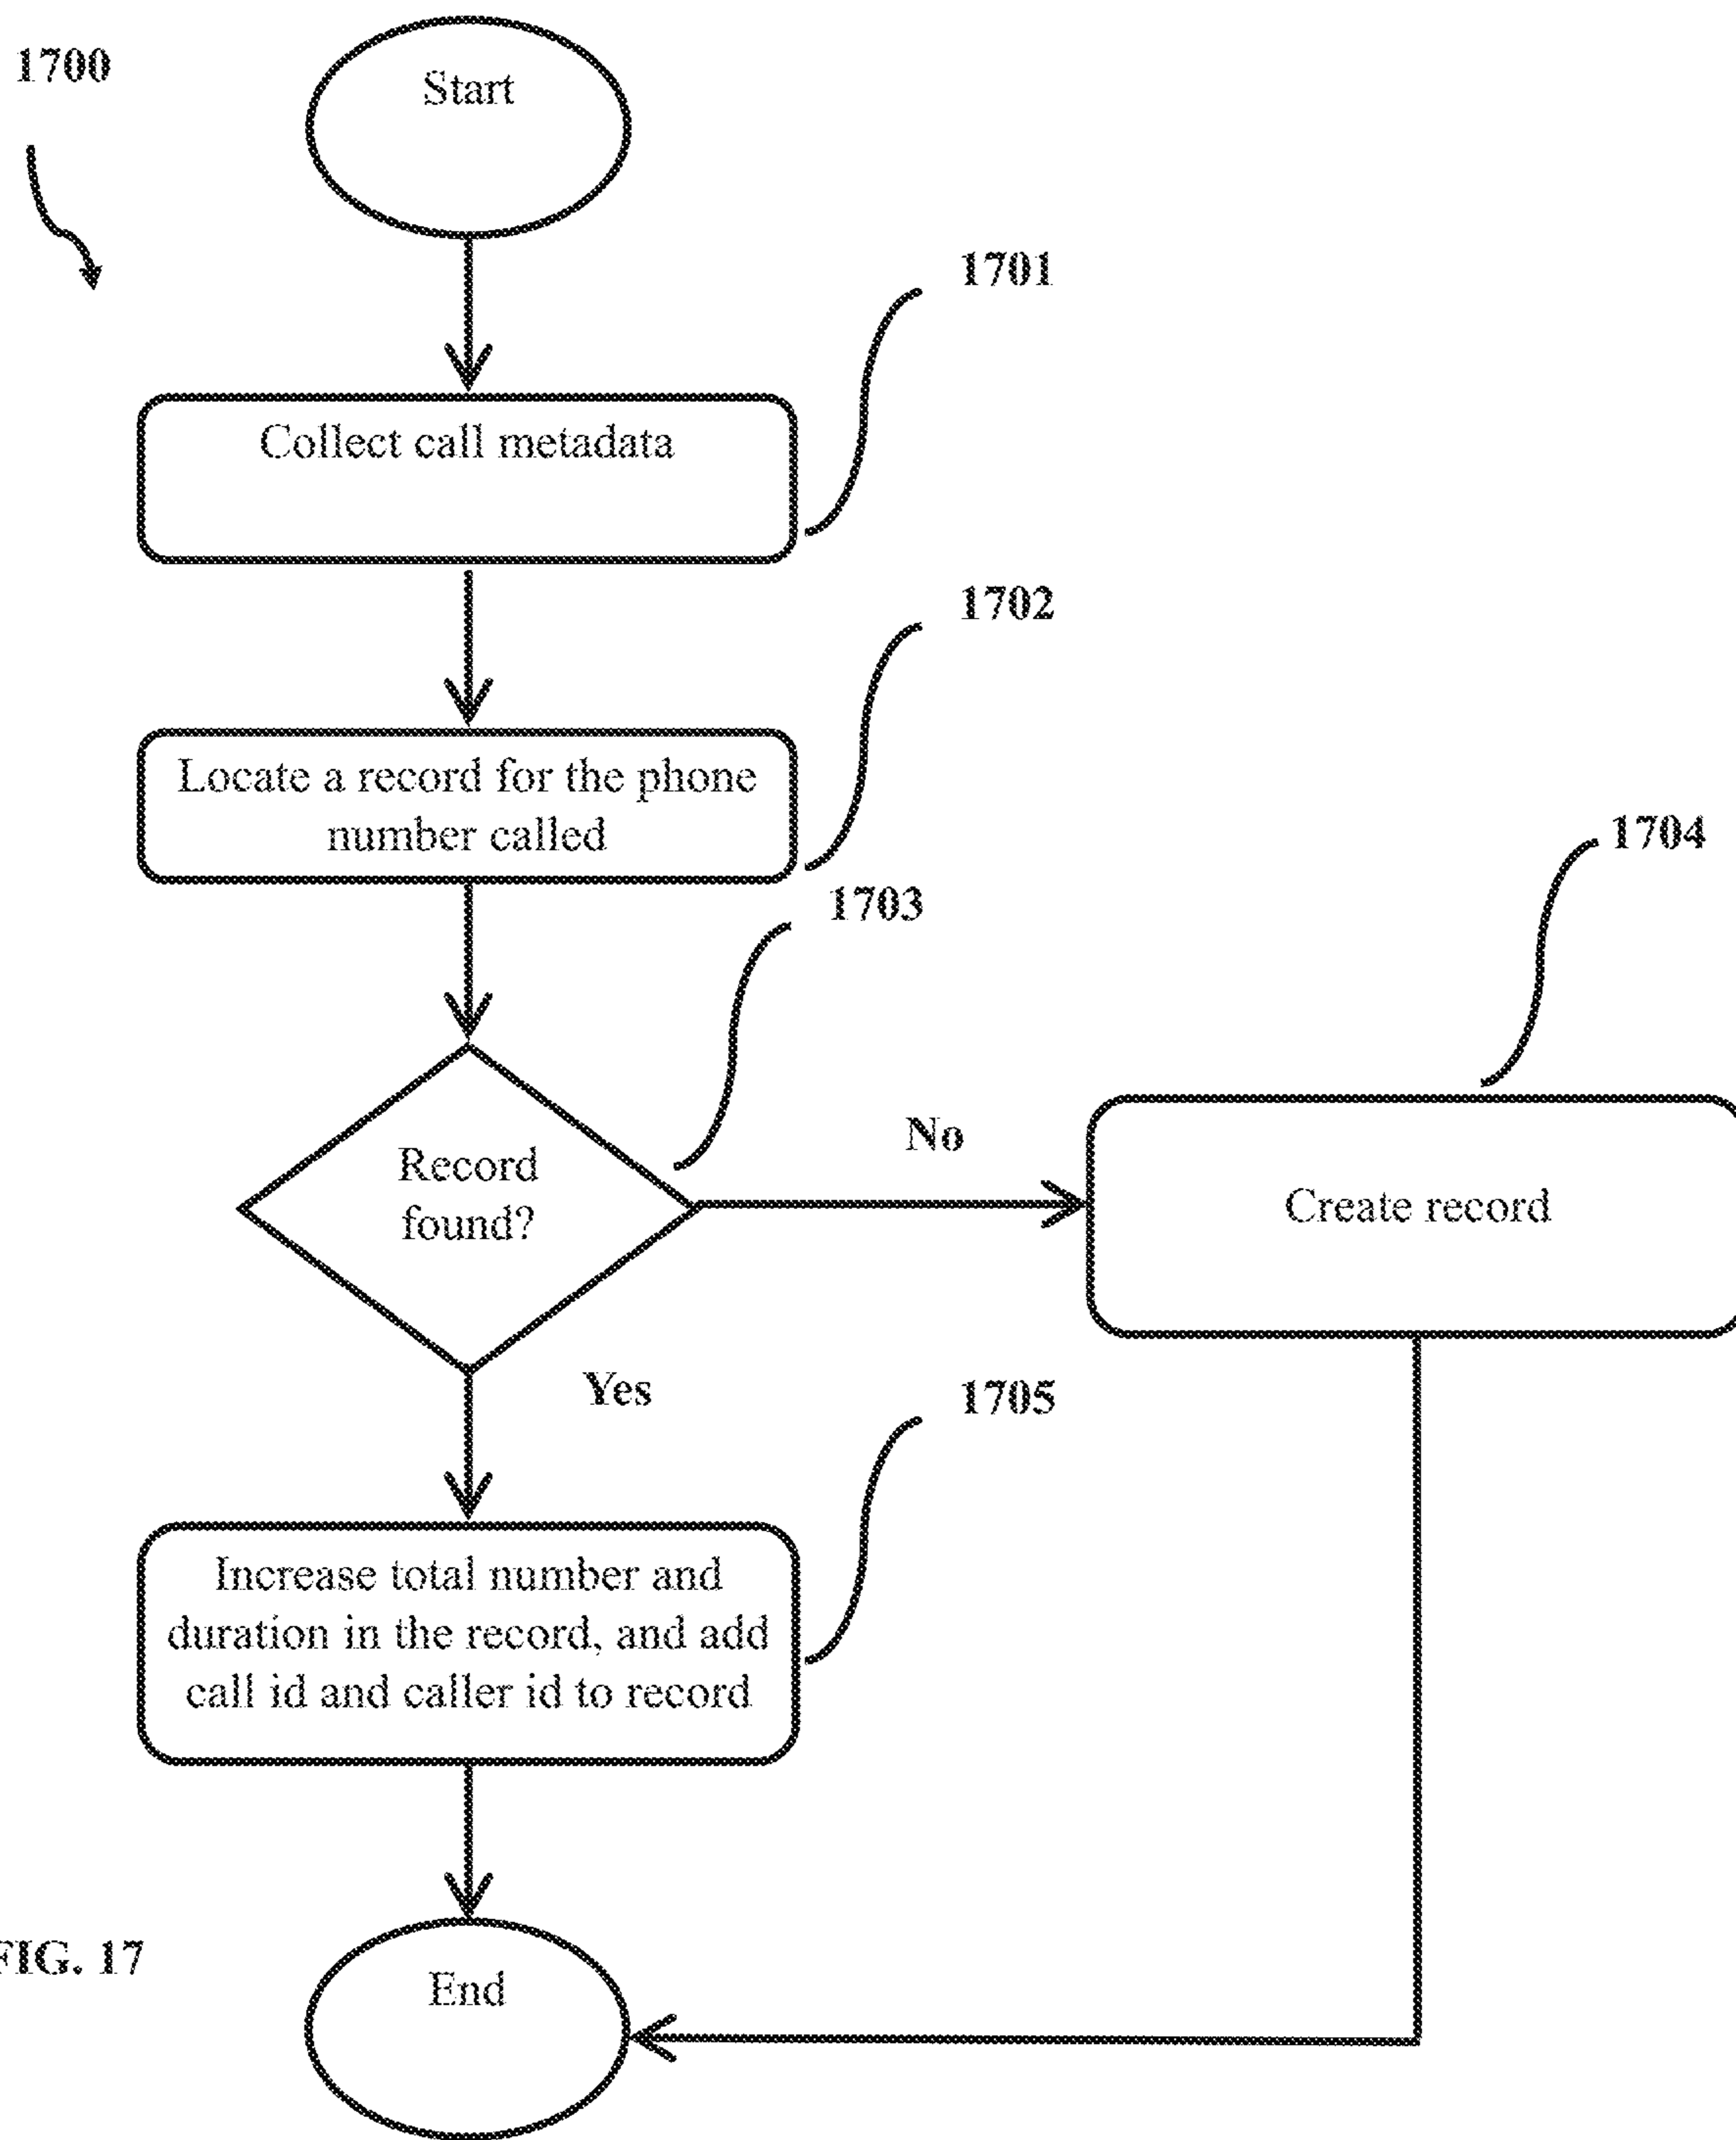 1700
Start
1701
Collect call metadata
1702
Locate a record for the phone
number called
1703
1704
Record
found?
No
Create record
Yes
1705
Increase total number and
duration in the record, and add
call id and caller id to record
FIG. 17
End